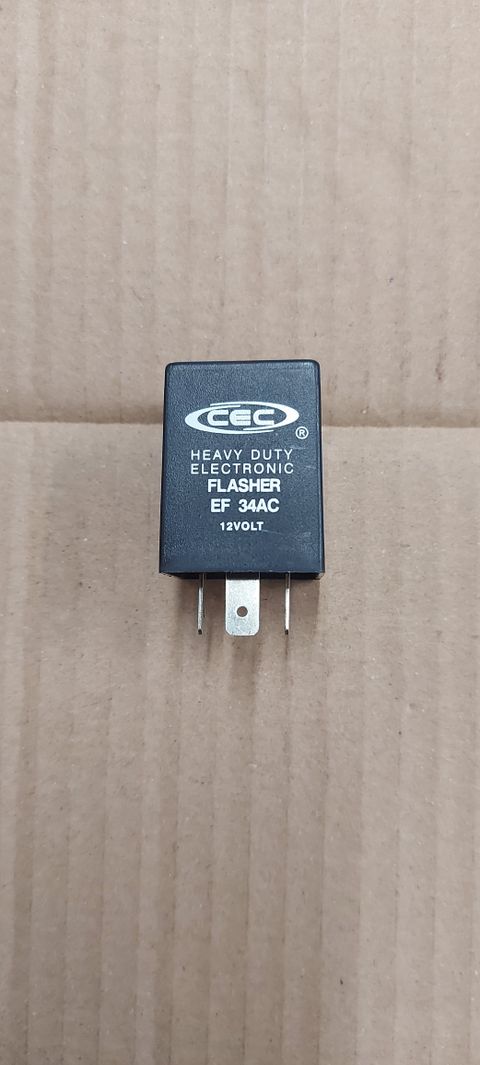 CEC
®
HEAVY DUTY
ELECTRONIC
FLASHER
EF 34AC
12VOLT